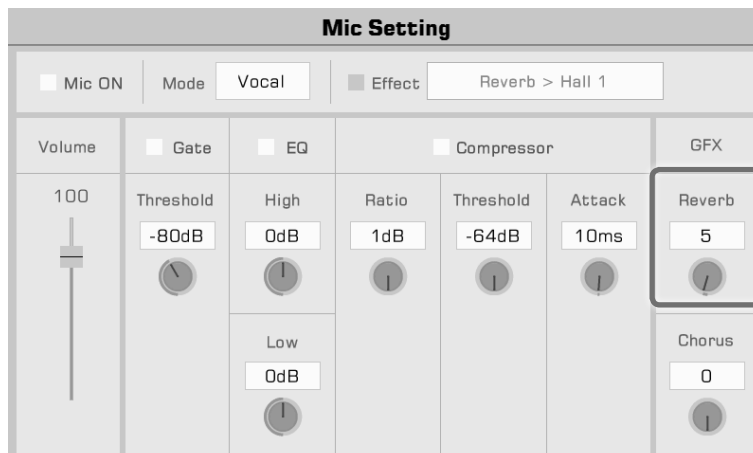 Mic Setting
Mic ON Mode Vocal Effect Reverb > Hall 1
Volume Gate EQ Compressor GFX
100 Threshold High Ratio Threshold Attack Reverb
-80dB 0dB 1dB -64dB 10ms 5
Low Chorus
0dB 0